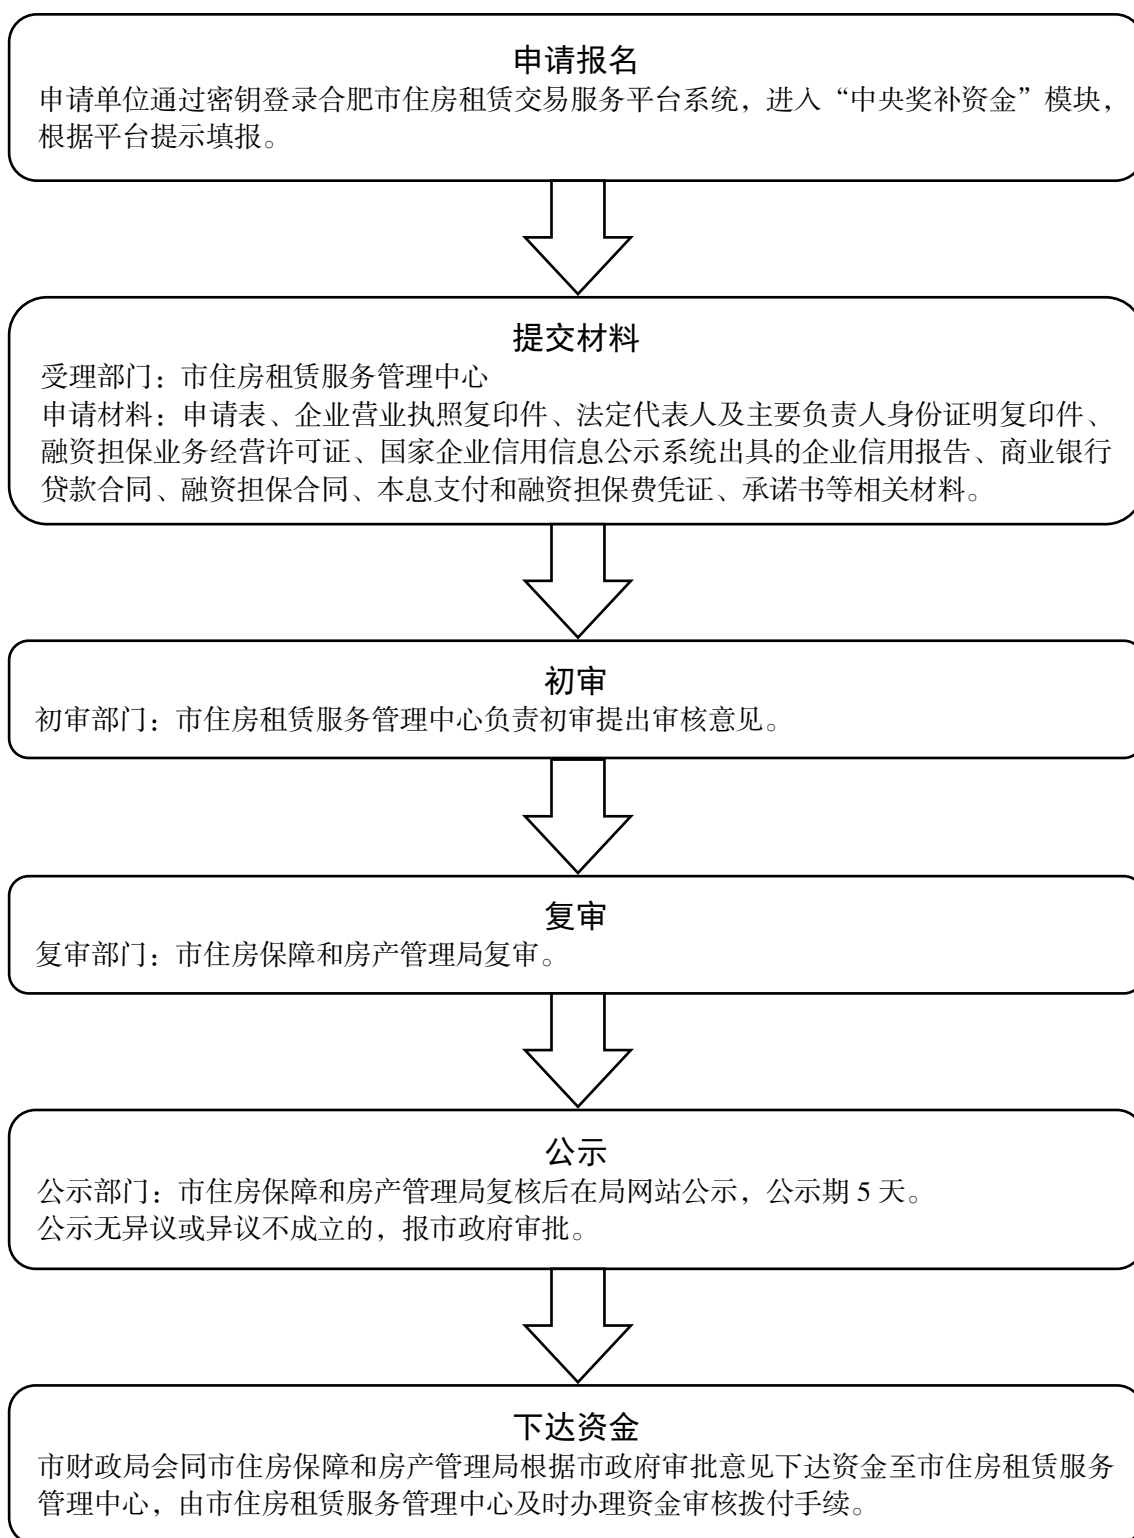 申请报名
申请单位通过密钥登录合肥市住房租赁交易服务平台系统，进入“中央奖补资金”模块，
根据平台提示填报。
提交材料
受理部门：市住房租赁服务管理中心
申请材料：申请表、企业营业执照复印件、法定代表人及主要负责人身份证明复印件、
融资担保业务经营许可证、国家企业信用信息公示系统出具的企业信用报告、商业银行
贷款合同、融资担保合同、本息支付和融资担保费凭证、承诺书等相关材料。
初审
初审部门：市住房租赁服务管理中心负责初审提出审核意见。
复审
复审部门：市住房保障和房产管理局复审。
公示
公示部门：市住房保障和房产管理局复核后在局网站公示，公示期 5 天。
公示无异议或异议不成立的，报市政府审批。
下达资金
市财政局会同市住房保障和房产管理局根据市政府审批意见下达资金至市住房租赁服务
管理中心，由市住房租赁服务管理中心及时办理资金审核拨付手续。